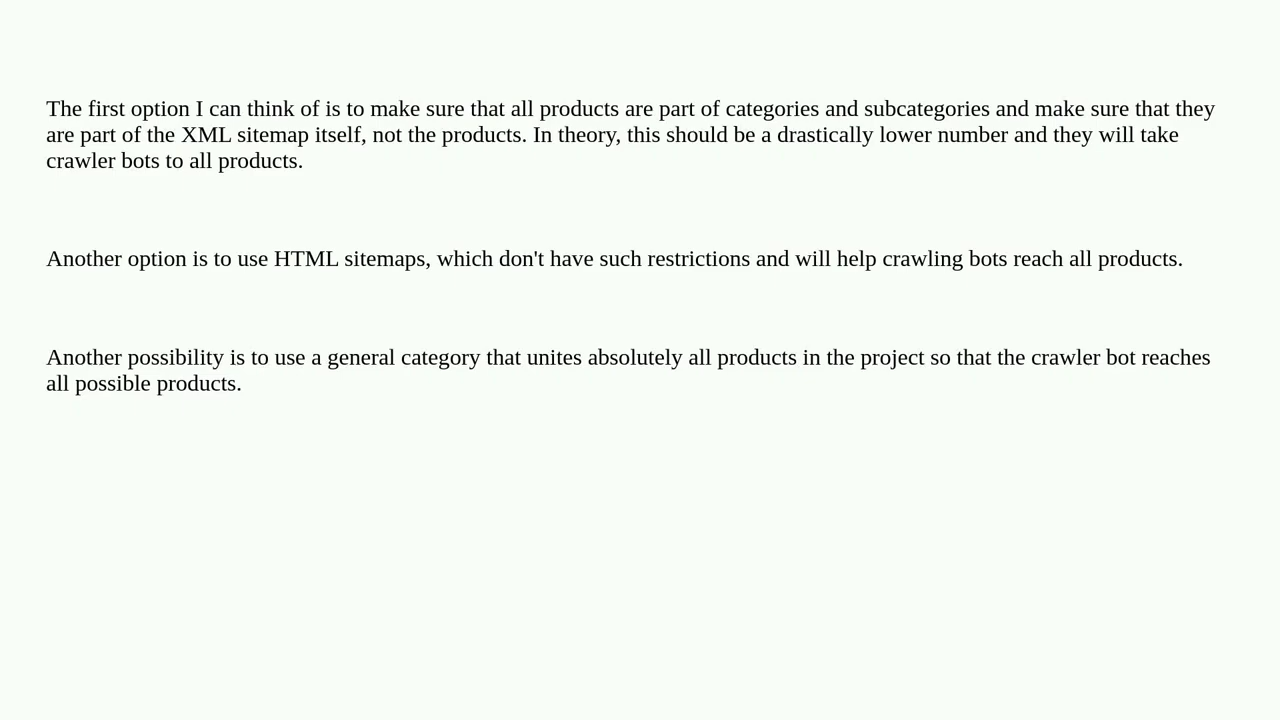 The first option I can think of is to make sure that all products are part of categories and subcategories and make sure that they
are part of the XML sitemap itself, not the products. In theory, this should be a drastically lower number and they will take
crawler bots to all products.
Another option is to use HTML sitemaps, which don't have such restrictions and will help crawling bots reach all products.
Another possibility is to use a general category that unites absolutely all products in the project so that the crawler bot reaches
all possible products.